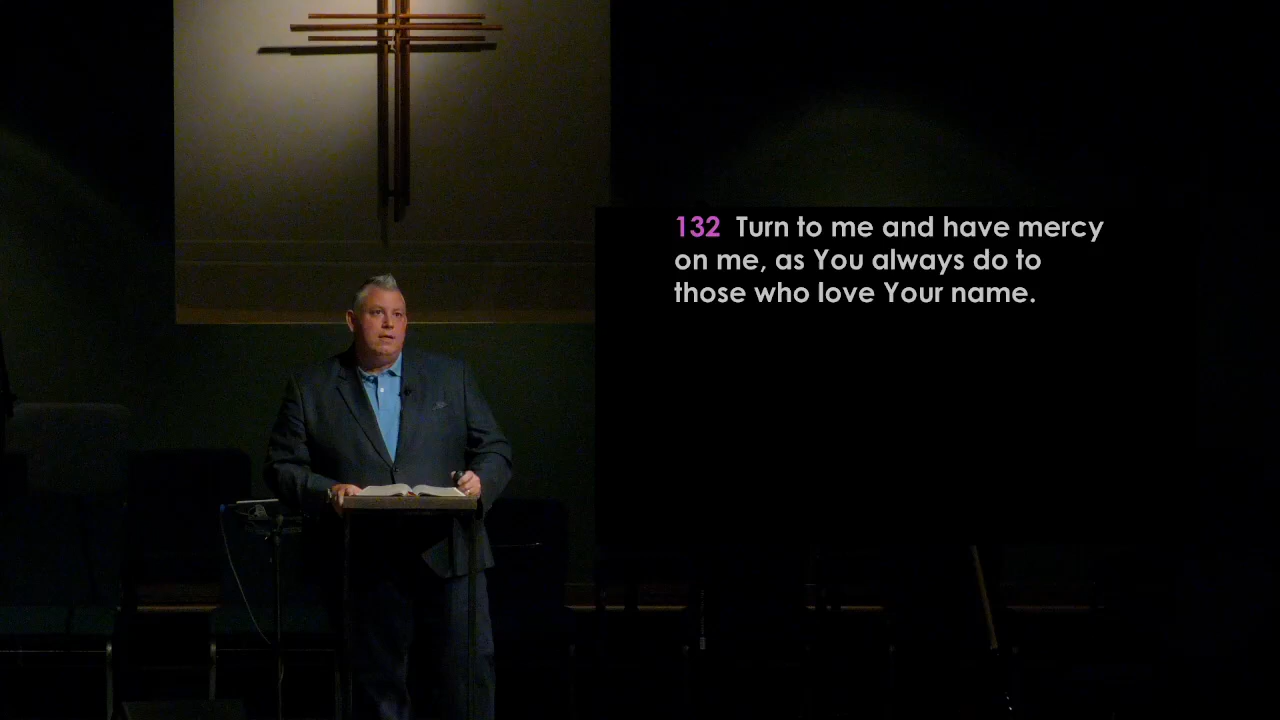 132 Turn to me and have mercy
on me, as You always do to
those who love Your name.